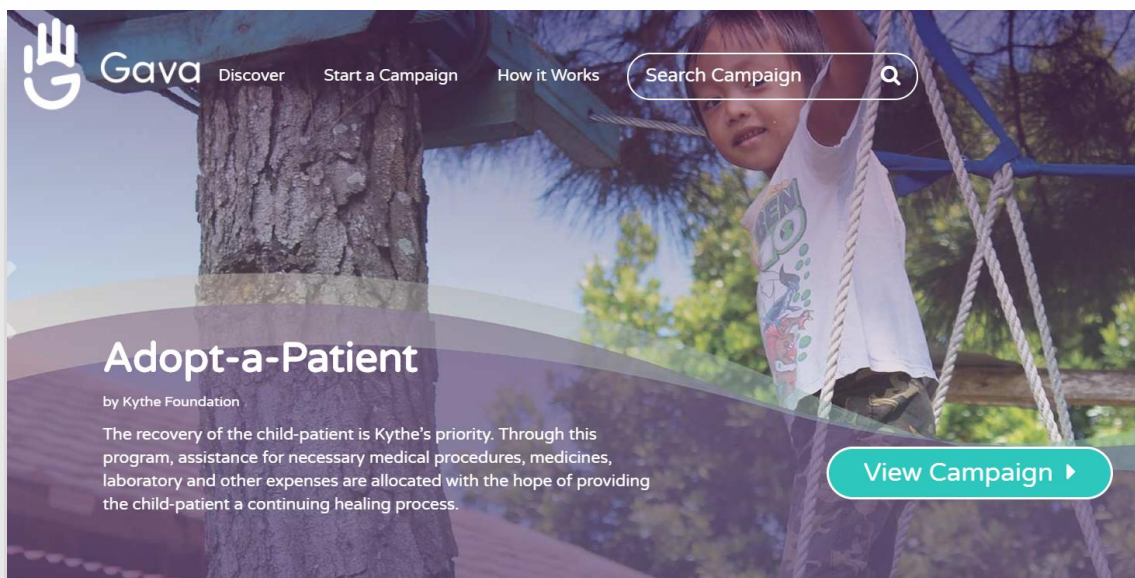 Gava
Discover
Start a Campaign
How it Works
Search Campaign
BEN
Adopt-a-Patient
by Kythe Foundation
The recovery of the child-patient is Kythe's priority. Through this
program, assistance for necessary medical procedures, medicines,
laboratory and other expenses are allocated with the hope of providing
the child-patient a continuing healing process.
View Campaign